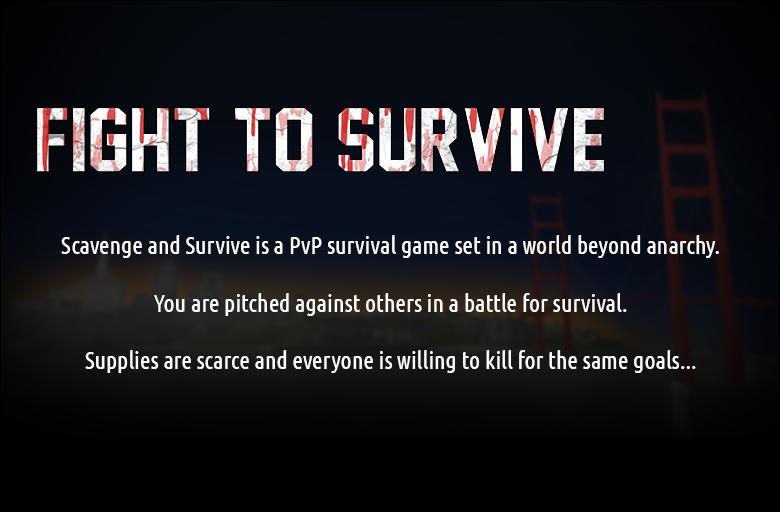 FIGHT TO SURVIVE
Scavenge and Survive is a PvP survival game set in a world beyond anarchy.
You are pitched against others in a battle for survival.
Supplies are scarce and everyone is willing to kill for the same goals...